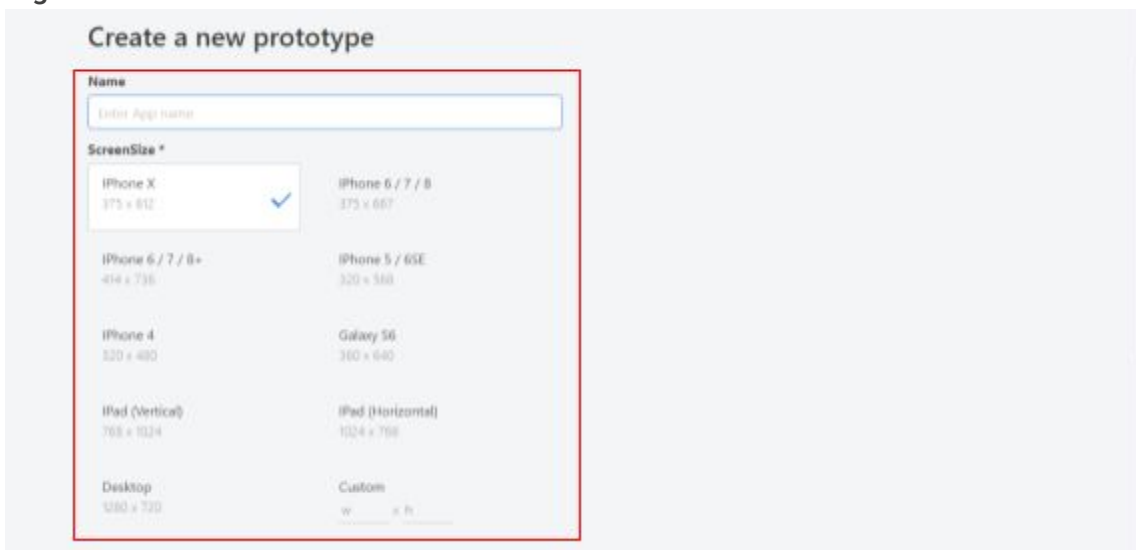 Create a new prototype
Name
Enter App name
ScreenSize *
IPhone X
375 x 812
IPhone 6 / 7 / 8
375 x 667
IPhone 6 / 7 / 8+
414 x 736
IPhone 5 / 6SE
320 x 568
IPhone 4
320 x 480
Galaxy S6
360 x 640
IPad (Vertical)
768 x 1024
IPad (Horizontal)
1024 x 768
Desktop
1280 x 720
Custom
w x h